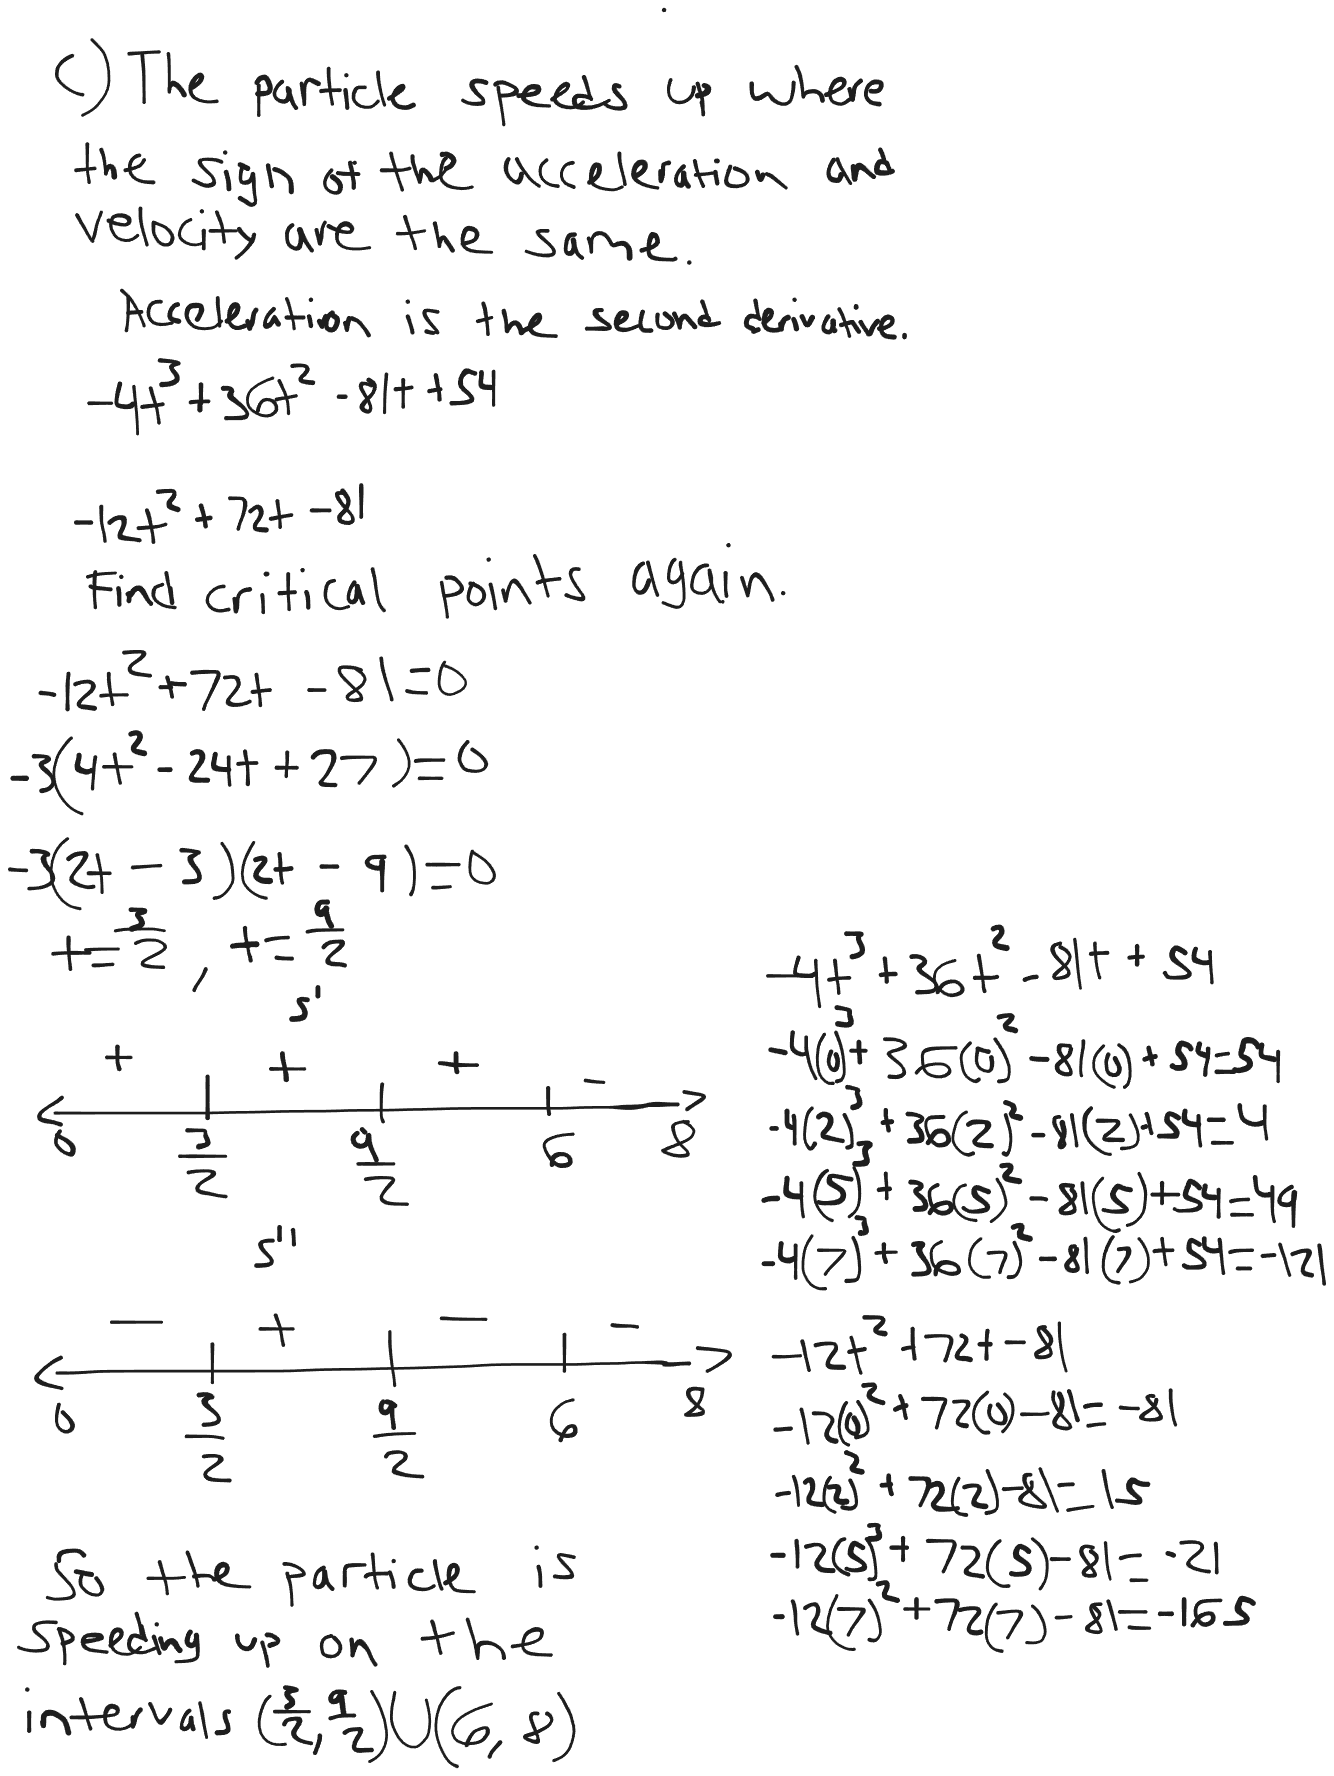 c) The particle speeds up where
the sign of the acceleration and
velocity are the same.
Acceleration is the second derivative.
-4t³ + 36t² - 81t + 54
-12t² + 72t - 81
Find critical points again.
-12t² + 72t - 81 = 0
-3(4t² - 24t + 27) = 0
-3(2t - 3)(2t - 9) = 0
t = 3/2, t = 9/2
s'
+ + + -
0 3/2 9/2 6 8
s''
- + - -
0 3/2 9/2 6 8
So the particle is
speeding up on the
intervals (3/2, 9/2) ∪ (6, 8)
-4t³ + 36t² - 81t + 54
-4(0)³ + 36(0)² - 81(0) + 54 = 54
-4(2)³ + 36(2)² - 81(2) + 54 = 4
-4(5)³ + 36(5)² - 81(5) + 54 = 49
-4(7)³ + 36(7)² - 81(7) + 54 = -121
-12t² + 72t - 81
-12(0)² + 72(0) - 81 = -81
-12(2)² + 72(2) - 81 = 15
-12(5)³ + 72(5) - 81 = -21
-12(7)² + 72(7) - 81 = -165